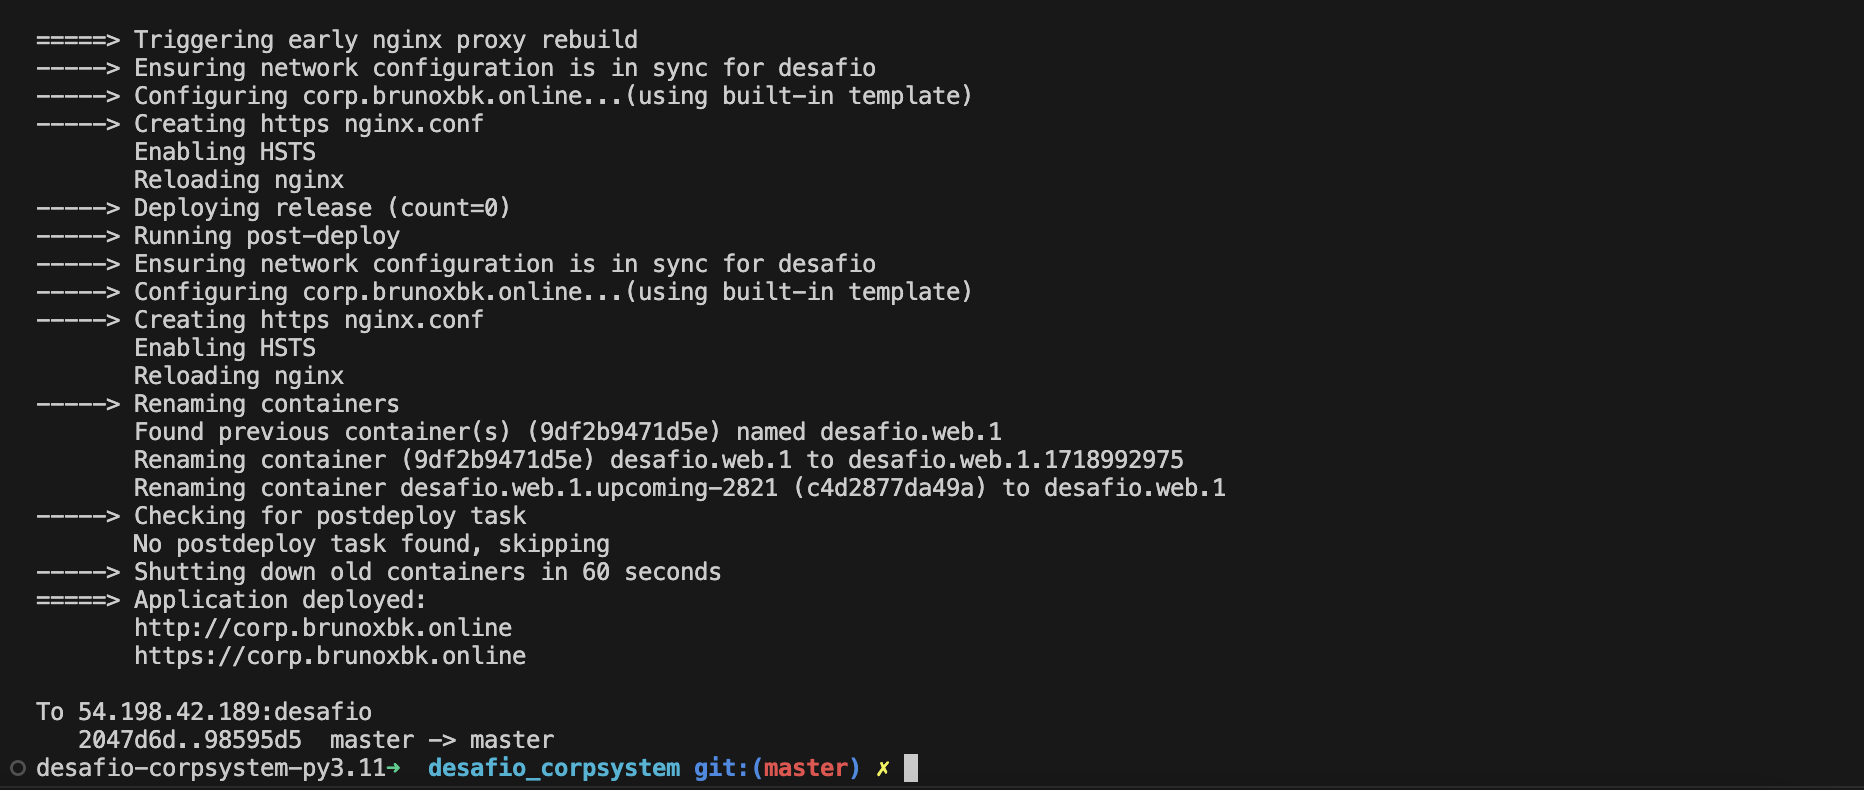 =====> Triggering early nginx proxy rebuild
-----> Ensuring network configuration is in sync for desafio
-----> Configuring corp.brunoxbk.online...(using built-in template)
-----> Creating https nginx.conf
       Enabling HSTS
       Reloading nginx
-----> Deploying release (count=0)
-----> Running post-deploy
-----> Ensuring network configuration is in sync for desafio
-----> Configuring corp.brunoxbk.online...(using built-in template)
-----> Creating https nginx.conf
       Enabling HSTS
       Reloading nginx
-----> Renaming containers
       Found previous container(s) (9df2b9471d5e) named desafio.web.1
       Renaming container (9df2b9471d5e) desafio.web.1 to desafio.web.1.1718992975
       Renaming container desafio.web.1.upcoming-2821 (c4d2877da49a) to desafio.web.1
-----> Checking for postdeploy task
       No postdeploy task found, skipping
-----> Shutting down old containers in 60 seconds
=====> Application deployed:
       http://corp.brunoxbk.online
       https://corp.brunoxbk.online
To 54.198.42.189:desafio
   2047d6d..98595d5  master -> master
desafio-corpsystem-py3.11➜  desafio_corpsystem git:(master) ✗